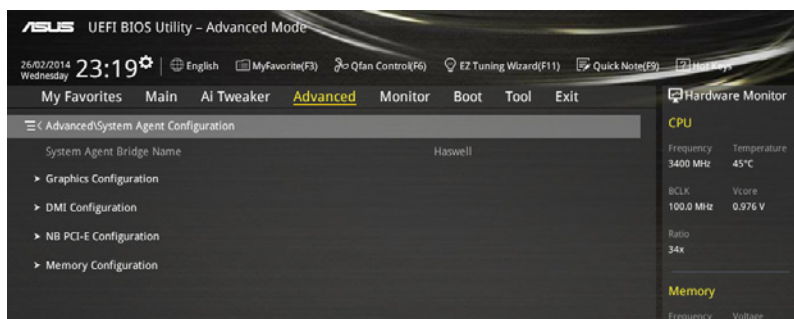 ASUS UEFI BIOS Utility – Advanced Mode
26/02/2014
Wednesday 23:19 English MyFavorite(F3) Qfan Control(F6) EZ Tuning Wizard(F11) Quick Note(F9) ? Hot Keys
My Favorites Main Ai Tweaker Advanced Monitor Boot Tool Exit
Hardware Monitor
< Advanced\System Agent Configuration
System Agent Bridge Name Haswell
> Graphics Configuration
> DMI Configuration
> NB PCI-E Configuration
> Memory Configuration
CPU
Frequency Temperature
3400 MHz 45°C
BCLK Vcore
100.0 MHz 0.976 V
Ratio
34x
Memory
Frequency Voltage